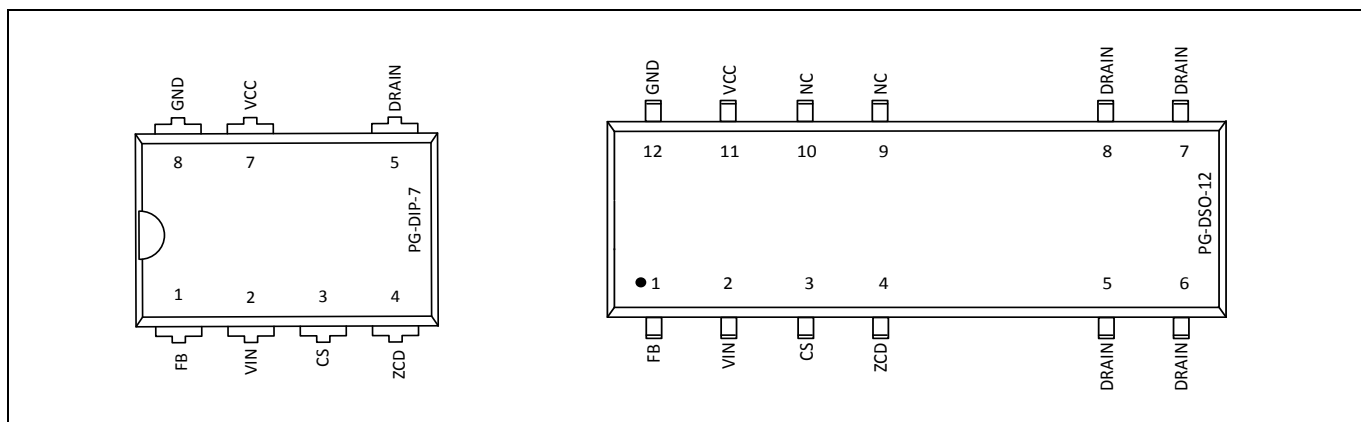 GND
VCC
DRAIN
8
7
5
PG-DIP-7
1
2
3
4
FB
VIN
CS
ZCD
GND
VCC
NC
NC
DRAIN
DRAIN
12
11
10
9
8
7
PG-DSO-12
1
2
3
4
5
6
FB
VIN
CS
ZCD
DRAIN
DRAIN